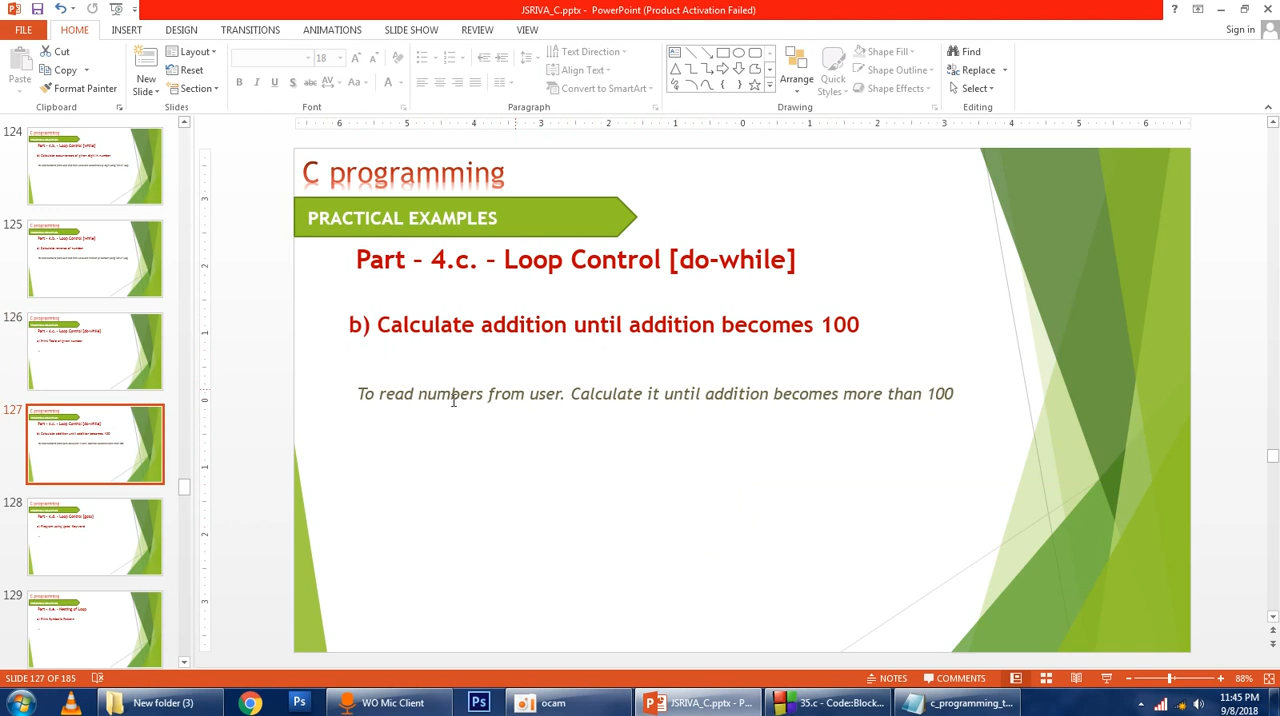 JSRIVA_C.pptx - PowerPoint (Product Activation Failed)
FILE HOME INSERT DESIGN TRANSITIONS ANIMATIONS SLIDE SHOW REVIEW VIEW Sign in
Paste
Cut
Copy
Format Painter
Clipboard
New Slide
Layout
Reset
Section
Slides
18
Font
Text Direction
Align Text
Convert to SmartArt
Paragraph
Arrange
Quick Styles
Shape Fill
Shape Outline
Shape Effects
Drawing
Find
Replace
Select
Editing
124
125
126
127
128
129
C programming
PRACTICAL EXAMPLES
Part – 4.c. – Loop Control [do-while]
b) Calculate addition until addition becomes 100
To read numbers from user. Calculate it until addition becomes more than 100
SLIDE 127 OF 185 NOTES COMMENTS 88%
New folder (3) WO Mic Client ocam JSRIVA_C.pptx - P... 35.c - Code::Block... c_programming_t...
11:45 PM
9/8/2018